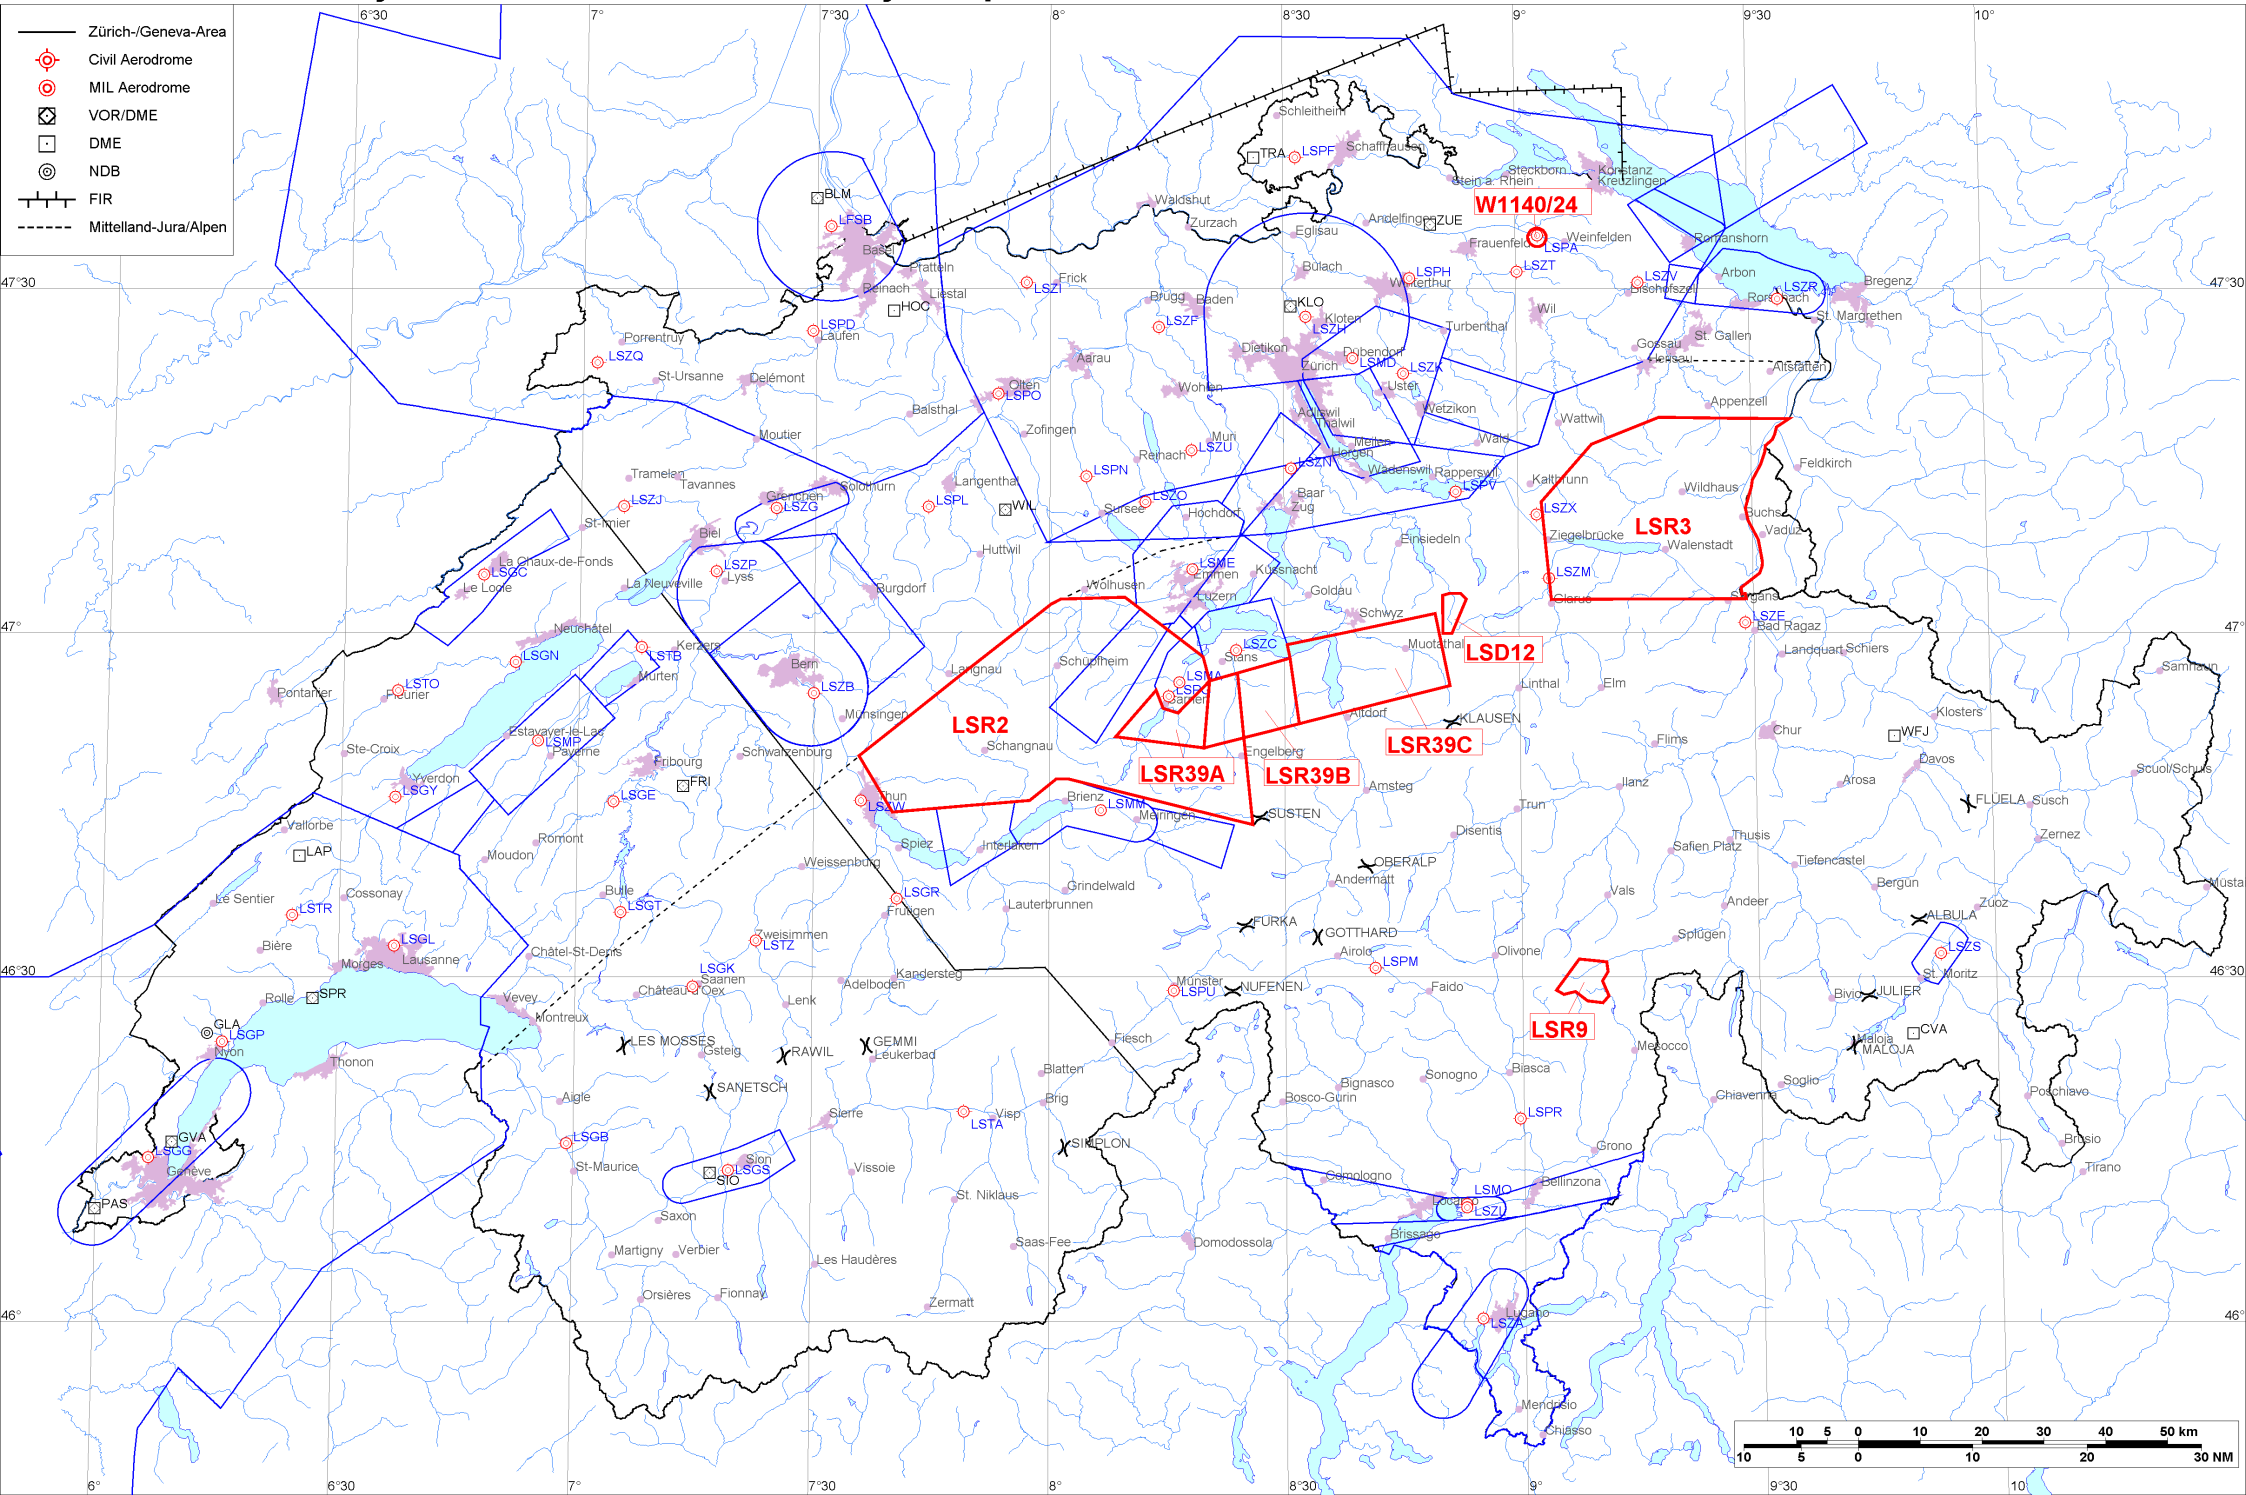 6°30
7°
7°30
8°
8°30
9°
9°30
10°
Zürich-/Geneva-Area
Civil Aerodrome
MIL Aerodrome
VOR/DME
DME
NDB
FIR
Mittelland-Jura/Alpen
Schleitheim
TRA
LSPF
Schaffhausen
Steckborn
Konstanz
Stein a. Rhein
Kreuzlingen
BLM
Waldshut
W1140/24
LFSB
Zurzach
Eglisau
Andelfingen
ZUE
Basel
Frauenfeld
LSPA
Weinfelden
Romanshorn
Pratteln
Bülach
LSPH
LSZT
LSZV
Arbon
47°30
Reinach
Liestal
LSZI
Frick
Winterthur
Bischofszell
LSZR
Bregenz
47°30
HOC
Brugg
Baden
KLO
Wil
Rorschach
LSPD
LSZF
Kloten
LSZH
Turbenthal
St. Margrethen
Laufen
Porrentruy
St. Gallen
LSZQ
Aarau
Dietikon
Dübendorf
LSMD
Gossau
Herisau
Zürich
LSZK
Altstätten
St-Ursanne
Delémont
Olten
LSPO
Wohlen
Uster
Balsthal
Adliswil
Wetzikon
Appenzell
Thalwil
Wattwil
Moutier
Zofingen
Muri
LSZU
Meilen
Wald
Horgen
Reinach
LSZN
Wädenswil
Rapperswil
Feldkirch
Tramelan
Tavannes
LSPN
Langenthal
Solothurn
Grenchen
LSZG
LSZJ
LSPL
WIL
LSZO
Sursee
Hochdorf
Baar
Zug
LSPV
Kaltbrunn
Wildhaus
LSZX
LSR3
Buchs
St-Imier
Biel
Vaduz
Huttwil
Einsiedeln
Ziegelbrücke
Walenstadt
La Chaux-de-Fonds
LSGC
Le Locle
LSZP
Lyss
La Neuveville
Burgdorf
Wolhusen
LSME
Emmen
Küssnacht
LSZM
Luzern
Goldau
Glarus
Sargans
Schwyz
LSZE
Bad Ragaz
47°
Neuchâtel
Kerzers
LSTB
LSZC
Stans
Muotathal
LSD12
47°
LSGN
Murten
Bern
Langnau
Schüpfheim
Landquart
Schiers
Samnaun
Pontarlier
LSTO
Fleurier
LSZB
LSMA
LSPG
Sarnen
Linthal
Elm
Münsingen
LSR2
Altdorf
KLAUSEN
Klosters
Estavayer-le-Lac
LSMP
Payerne
Ste-Croix
Schwarzenburg
Schangnau
Engelberg
LSR39C
Flims
Chur
WFJ
Fribourg
LSR39A
LSR39B
Davos
Scuol/Schuls
Yverdon
LSGY
FRI
LSGE
Thun
LSZW
Brienz
LSMM
Meiringen
SUSTEN
Amsteg
Trun
Ilanz
Arosa
FLÜELA
Susch
Vallorbe
LAP
Romont
Moudon
Spiez
Interlaken
Disentis
Thusis
Safien Platz
Zernez
Weissenburg
Grindelwald
OBERALP
Tiefencastel
Andermatt
Bergün
Müstair
Le Sentier
Cossonay
LSTR
Bulle
LSGT
LSGR
Frutigen
Lauterbrunnen
Vals
Andeer
Zuoz
FURKA
GOTTHARD
ALBULA
Zweisimmen
LSTZ
Bière
LSGL
Lausanne
Morges
Châtel-St-Denis
Airolo
LSPM
Olivone
Splügen
LSZS
46°30
LSGK
Saanen
Kandersteg
Adelboden
St. Moritz
46°30
SPR
Rolle
Vevey
Château-d'Oex
Lenk
Münster
LSPU
NUFENEN
Faido
Bivio
JULIER
Montreux
GLA
LSGP
Nyon
LSR9
CVA
LES MOSSES
Gsteig
RAWIL
GEMMI
Leukerbad
Fiesch
Mesocco
Maloja
MALOJA
Thonon
Blatten
Sonogno
Bignasco
Biasca
Soglio
SANETSCH
Chiavenna
Poschiavo
Aigle
Brig
Bosco-Gurin
Sierre
LSTA
Visp
LSPR
GVA
LSGG
Genève
LSGB
SIMPLON
Grono
Brusio
St-Maurice
Sion
LSGS
SIO
Vissoie
Comologno
Tirano
Bellinzona
LSMO
PAS
St. Niklaus
Locarno
LSZL
Saxon
Brissago
Martigny
Verbier
Saas-Fee
Domodossola
Les Haudères
Orsières
Fionnay
Zermatt
46°
Lugano
LSZA
46°
Mendrisio
Chiasso
10 5 0 10 20 30 40 50 km
10 5 0 10 20 30 NM
6°
6°30
7°
7°30
8°
8°30
9°
9°30
10°